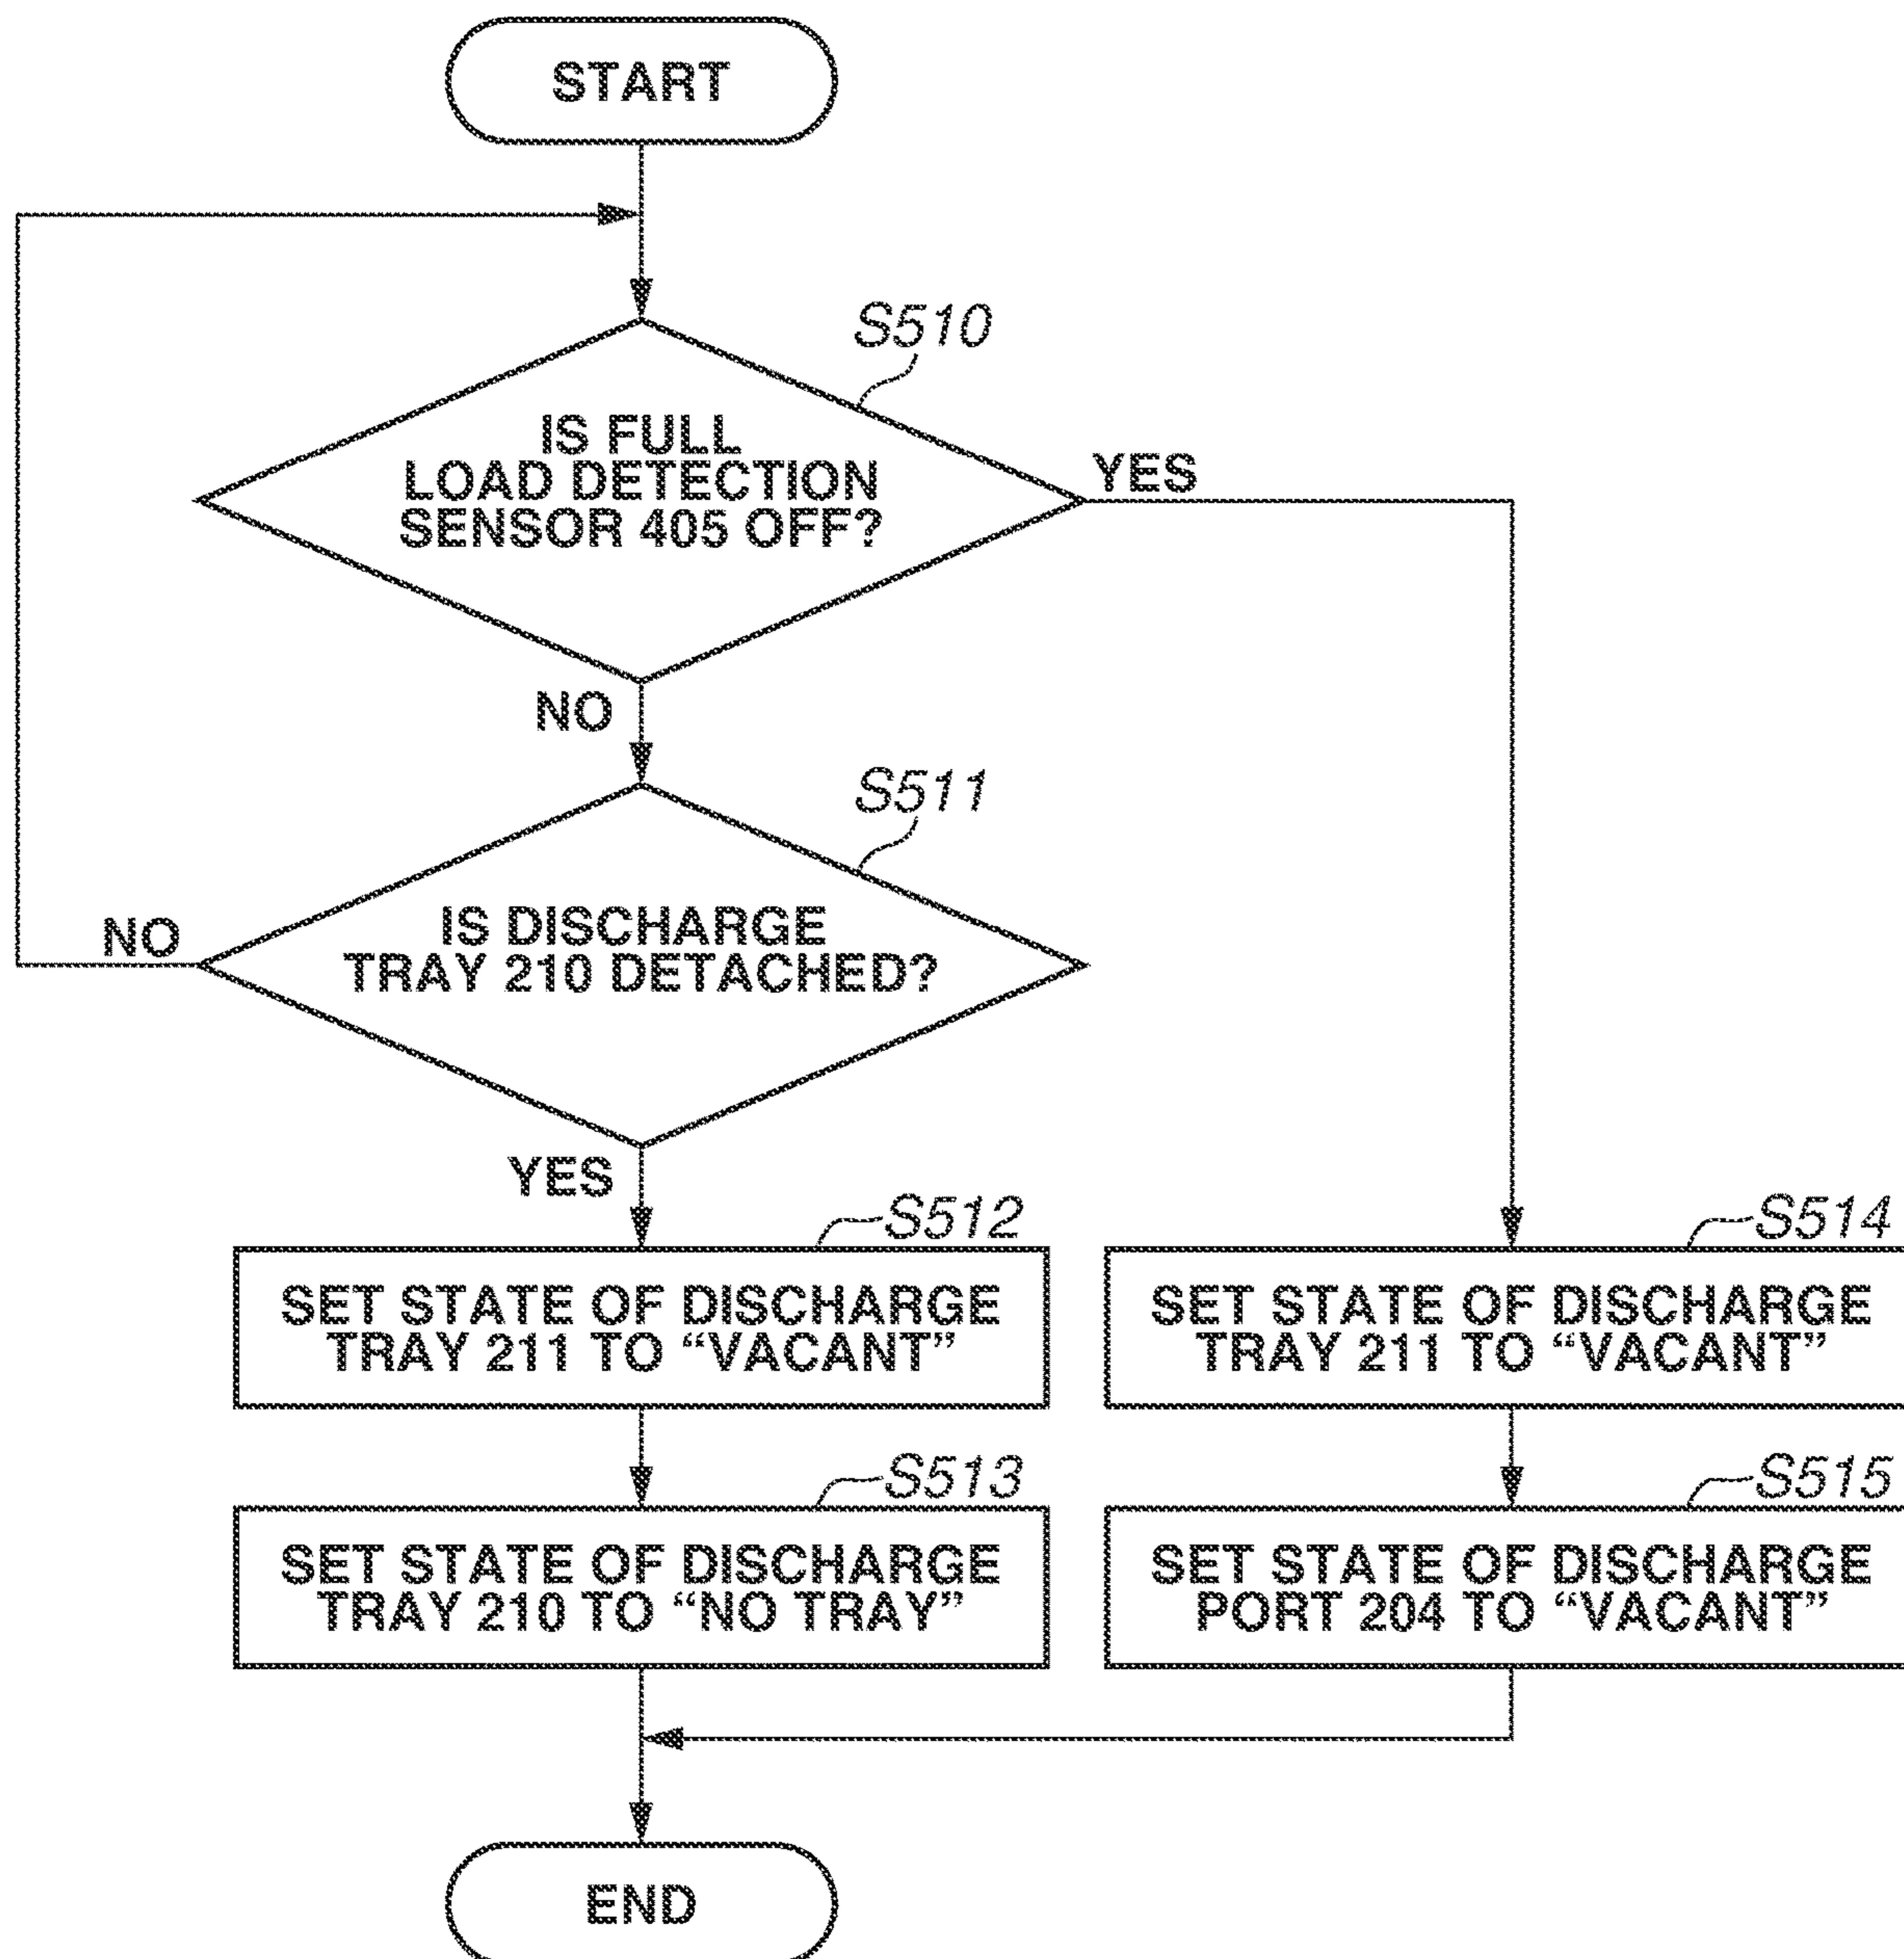 START
S510
IS FULL
LOAD DETECTION
SENSOR 405 OFF?
YES
NO
S511
IS DISCHARGE
TRAY 210 DETACHED?
NO
YES
S512
SET STATE OF DISCHARGE
TRAY 211 TO “VACANT”
S514
SET STATE OF DISCHARGE
TRAY 211 TO “VACANT”
S513
SET STATE OF DISCHARGE
TRAY 210 TO “NO TRAY”
S515
SET STATE OF DISCHARGE
PORT 204 TO “VACANT”
END